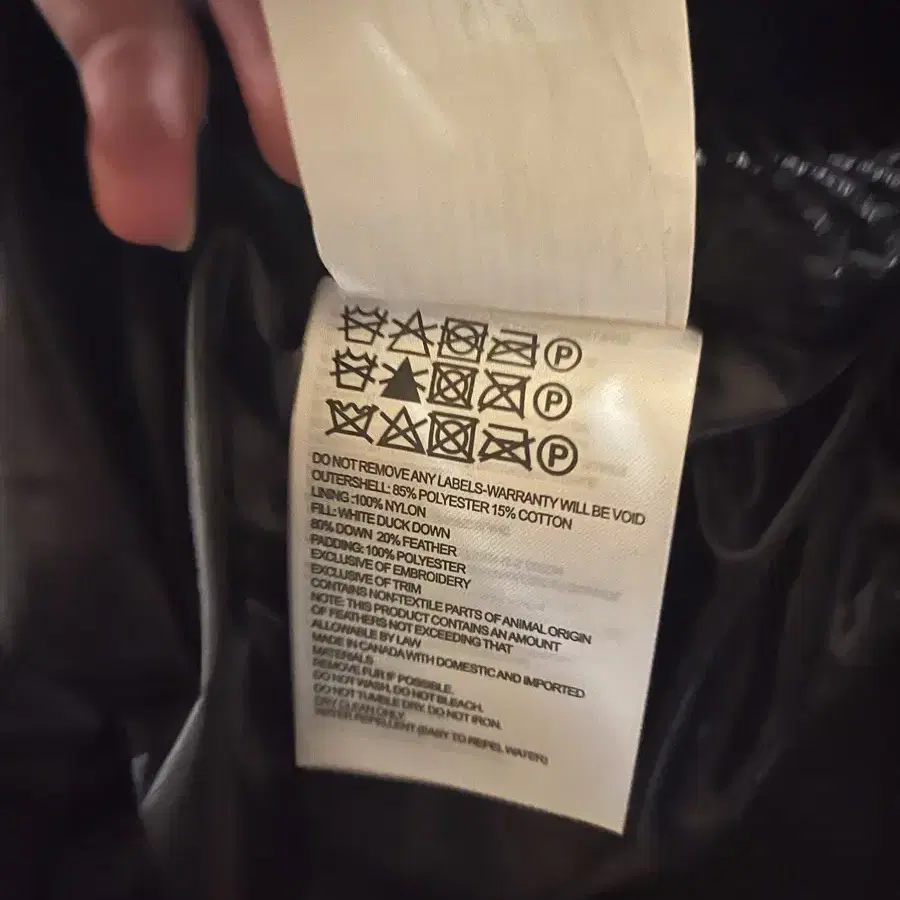 P
P
P
DO NOT REMOVE ANY LABELS-WARRANTY WILL BE VOID
OUTERSHELL: 85% POLYESTER 15% COTTON
LINING :100% NYLON
FILL: WHITE DUCK DOWN
80% DOWN 20% FEATHER
PADDING: 100% POLYESTER
EXCLUSIVE OF EMBROIDERY
EXCLUSIVE OF TRIM
CONTAINS NON-TEXTILE PARTS OF ANIMAL ORIGIN
NOTE: THIS PRODUCT CONTAINS AN AMOUNT
OF FEATHERS NOT EXCEEDING THAT
ALLOWABLE BY LAW
MADE IN CANADA WITH DOMESTIC AND IMPORTED
MATERIALS
REMOVE FUR IF POSSIBLE.
DO NOT WASH. DO NOT BLEACH.
DO NOT TUMBLE DRY. DO NOT IRON.
DRY CLEAN ONLY.
WATER REPELLENT (EASY TO REPEL WATER)